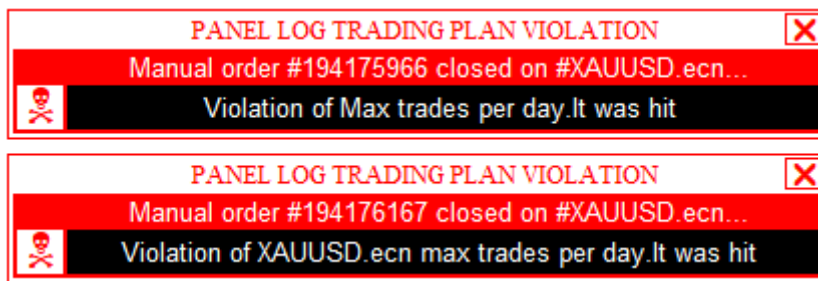 PANEL LOG TRADING PLAN VIOLATION
Manual order #194175966 closed on #XAUUSD.ecn...
Violation of Max trades per day.It was hit
PANEL LOG TRADING PLAN VIOLATION
Manual order #194176167 closed on #XAUUSD.ecn...
Violation of XAUUSD.ecn max trades per day.It was hit